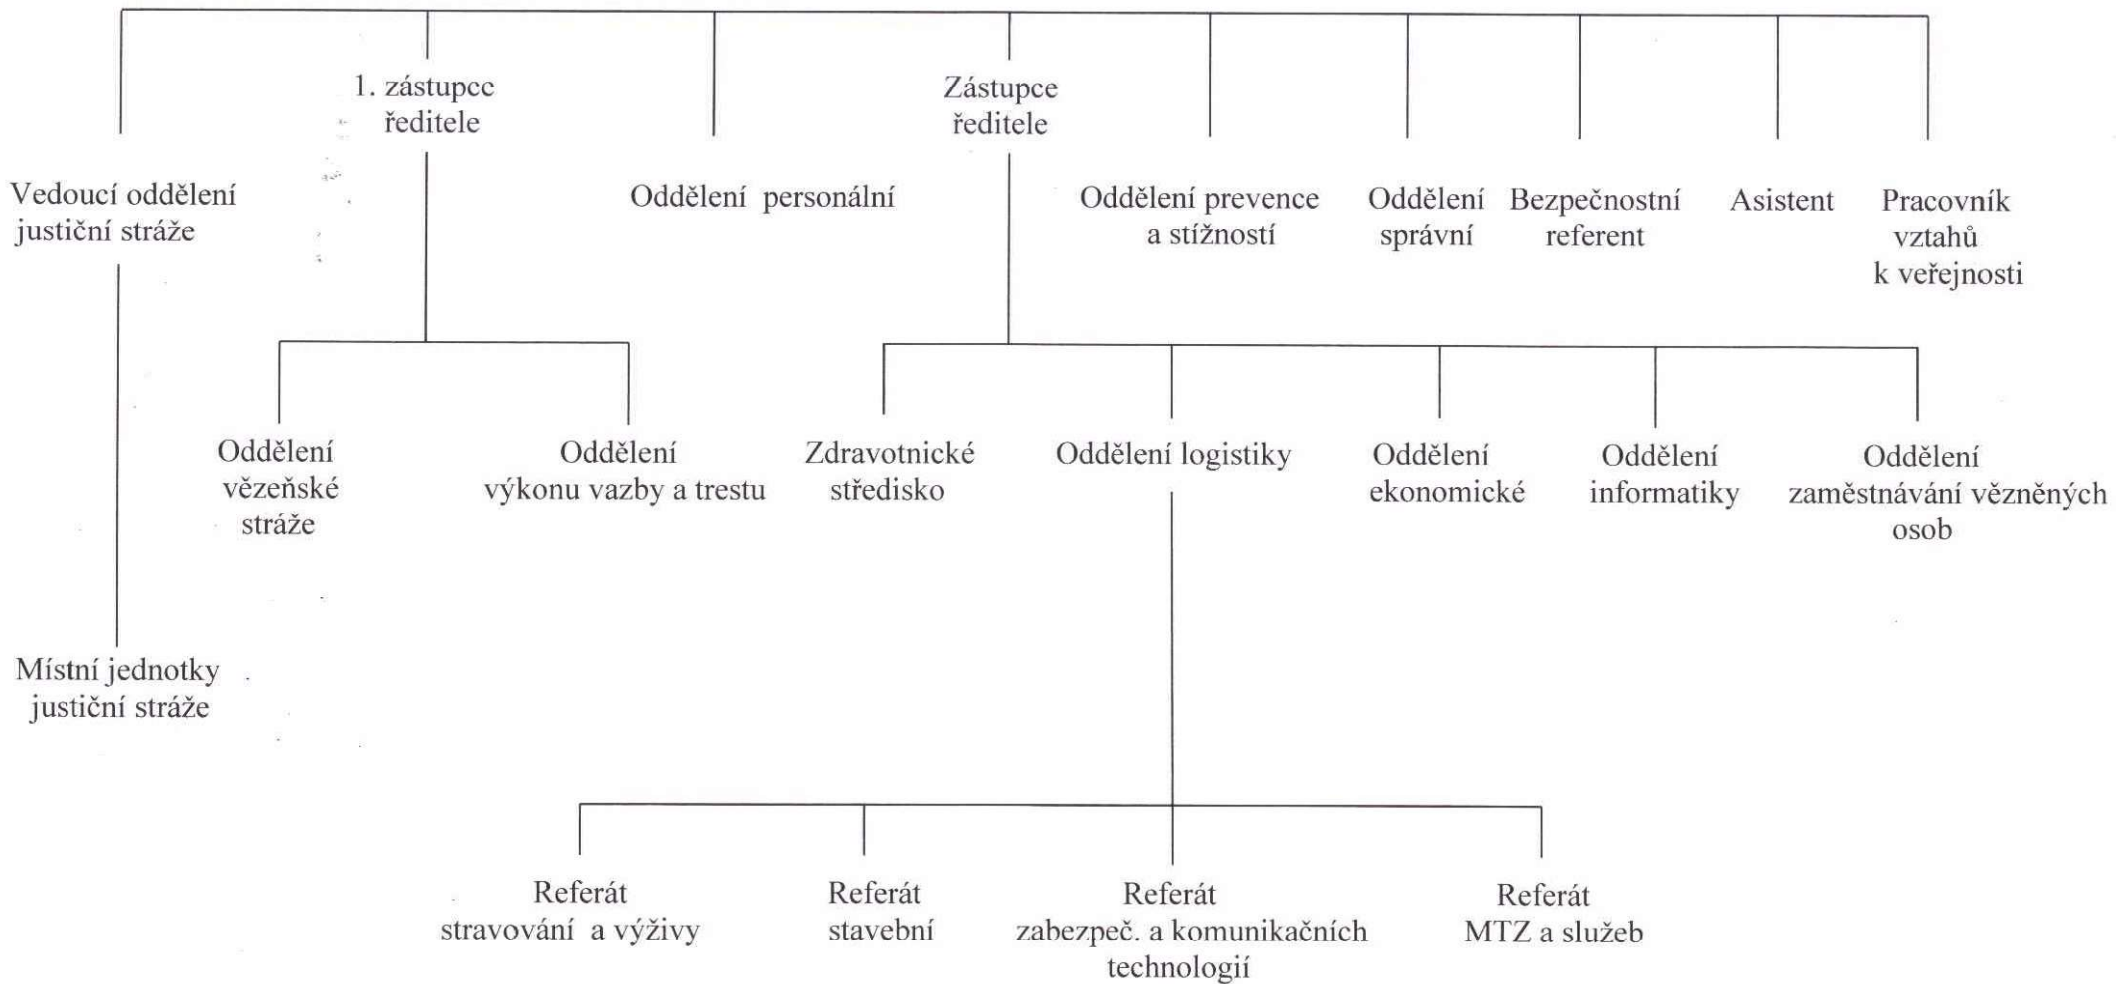 1. zástupce
ředitele
Zástupce
ředitele
Vedoucí oddělení
justiční stráže
Oddělení personální
Oddělení prevence
a stížností
Oddělení
správní
Bezpečnostní
referent
Asistent
Pracovník
vztahů
k veřejnosti
Oddělení
vězeňské
stráže
Oddělení
výkonu vazby a trestu
Zdravotnické
středisko
Oddělení logistiky
Oddělení
ekonomické
Oddělení
informatiky
Oddělení
zaměstnávání vězněných
osob
Místní jednotky
justiční stráže
Referát
stravování a výživy
Referát
stavební
Referát
zabezpeč. a komunikačních
technologií
Referát
MTZ a služeb